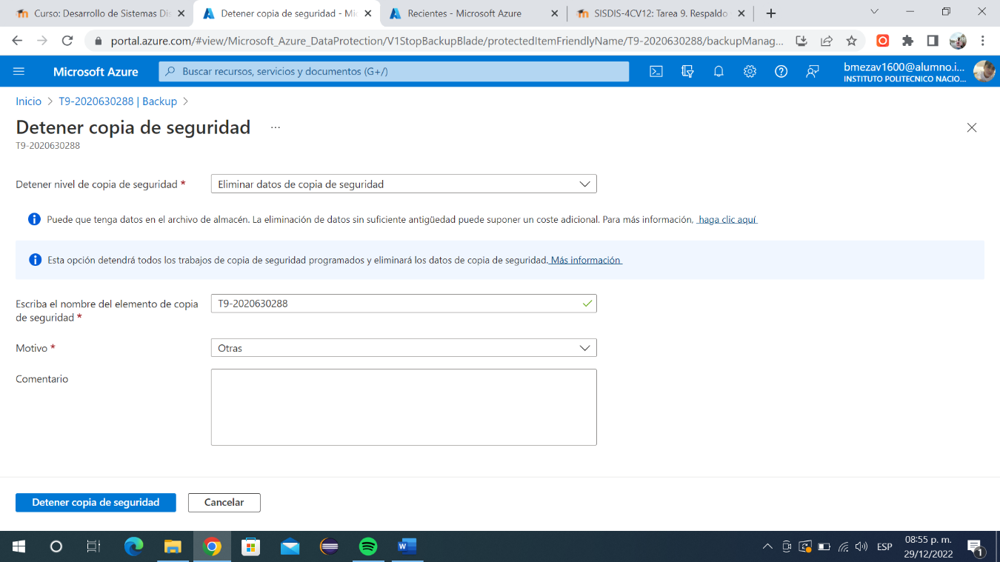 Curso: Desarrollo de Sistemas Dis
Detener copia de seguridad - Mic
Recientes - Microsoft Azure
SISDIS-4CV12: Tarea 9. Respaldo
portal.azure.com/#view/Microsoft_Azure_DataProtection/V1StopBackupBlade/protectedItemFriendlyName/T9-2020630288/backupManag...
Microsoft Azure
Buscar recursos, servicios y documentos (G+/)
bmezav1600@alumno.i...
INSTITUTO POLITECNICO NACIO...
Inicio > T9-2020630288 | Backup >
Detener copia de seguridad ...
T9-2020630288
Detener nivel de copia de seguridad *
Eliminar datos de copia de seguridad
Puede que tenga datos en el archivo de almacén. La eliminación de datos sin suficiente antigüedad puede suponer un coste adicional. Para más información, haga clic aquí
Esta opción detendrá todos los trabajos de copia de seguridad programados y eliminará los datos de copia de seguridad. Más información
Escriba el nombre del elemento de copia
de seguridad *
T9-2020630288
Motivo *
Otras
Comentario
Detener copia de seguridad
Cancelar
ESP
08:55 p. m.
29/12/2022
1